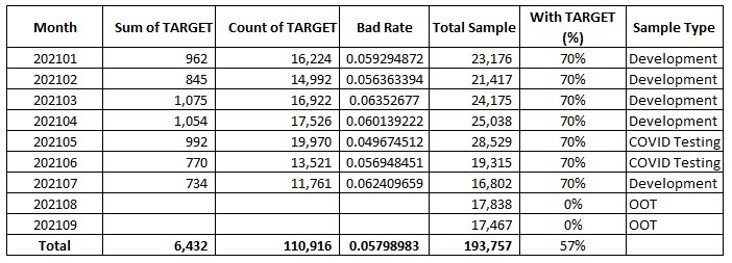 Month Sum of TARGET Count of TARGET Bad Rate Total Sample With TARGET (%) Sample Type
202101 962 16,224 0.059294872 23,176 70% Development
202102 845 14,992 0.056363394 21,417 70% Development
202103 1,075 16,922 0.06352677 24,175 70% Development
202104 1,054 17,526 0.060139222 25,038 70% Development
202105 992 19,970 0.049674512 28,529 70% COVID Testing
202106 770 13,521 0.056948451 19,315 70% COVID Testing
202107 734 11,761 0.062409659 16,802 70% Development
202108 17,838 0% OOT
202109 17,467 0% OOT
Total 6,432 110,916 0.05798983 193,757 57%